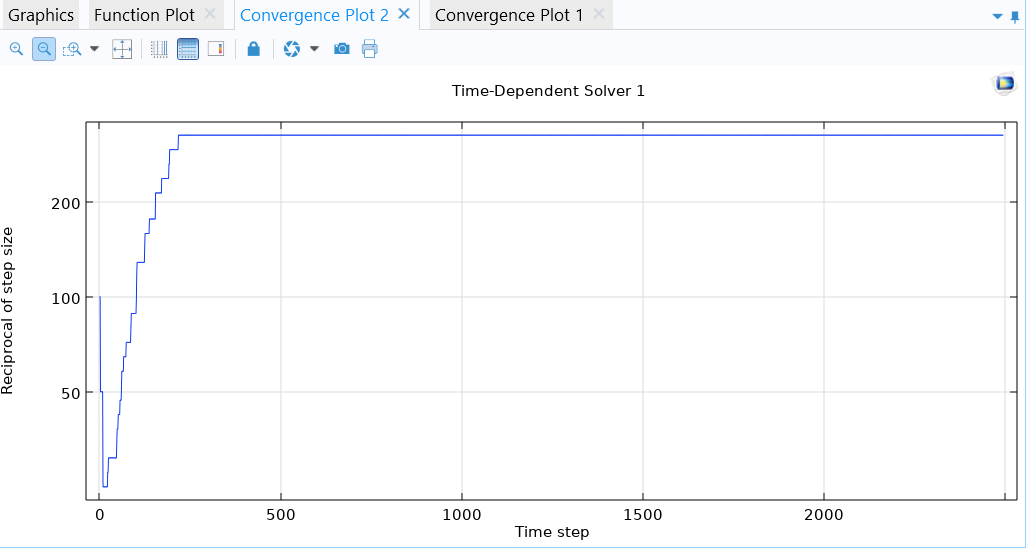 Graphics Function Plot Convergence Plot 2 Convergence Plot 1
Time-Dependent Solver 1
Reciprocal of step size
200
100
50
0 500 1000 1500 2000
Time step